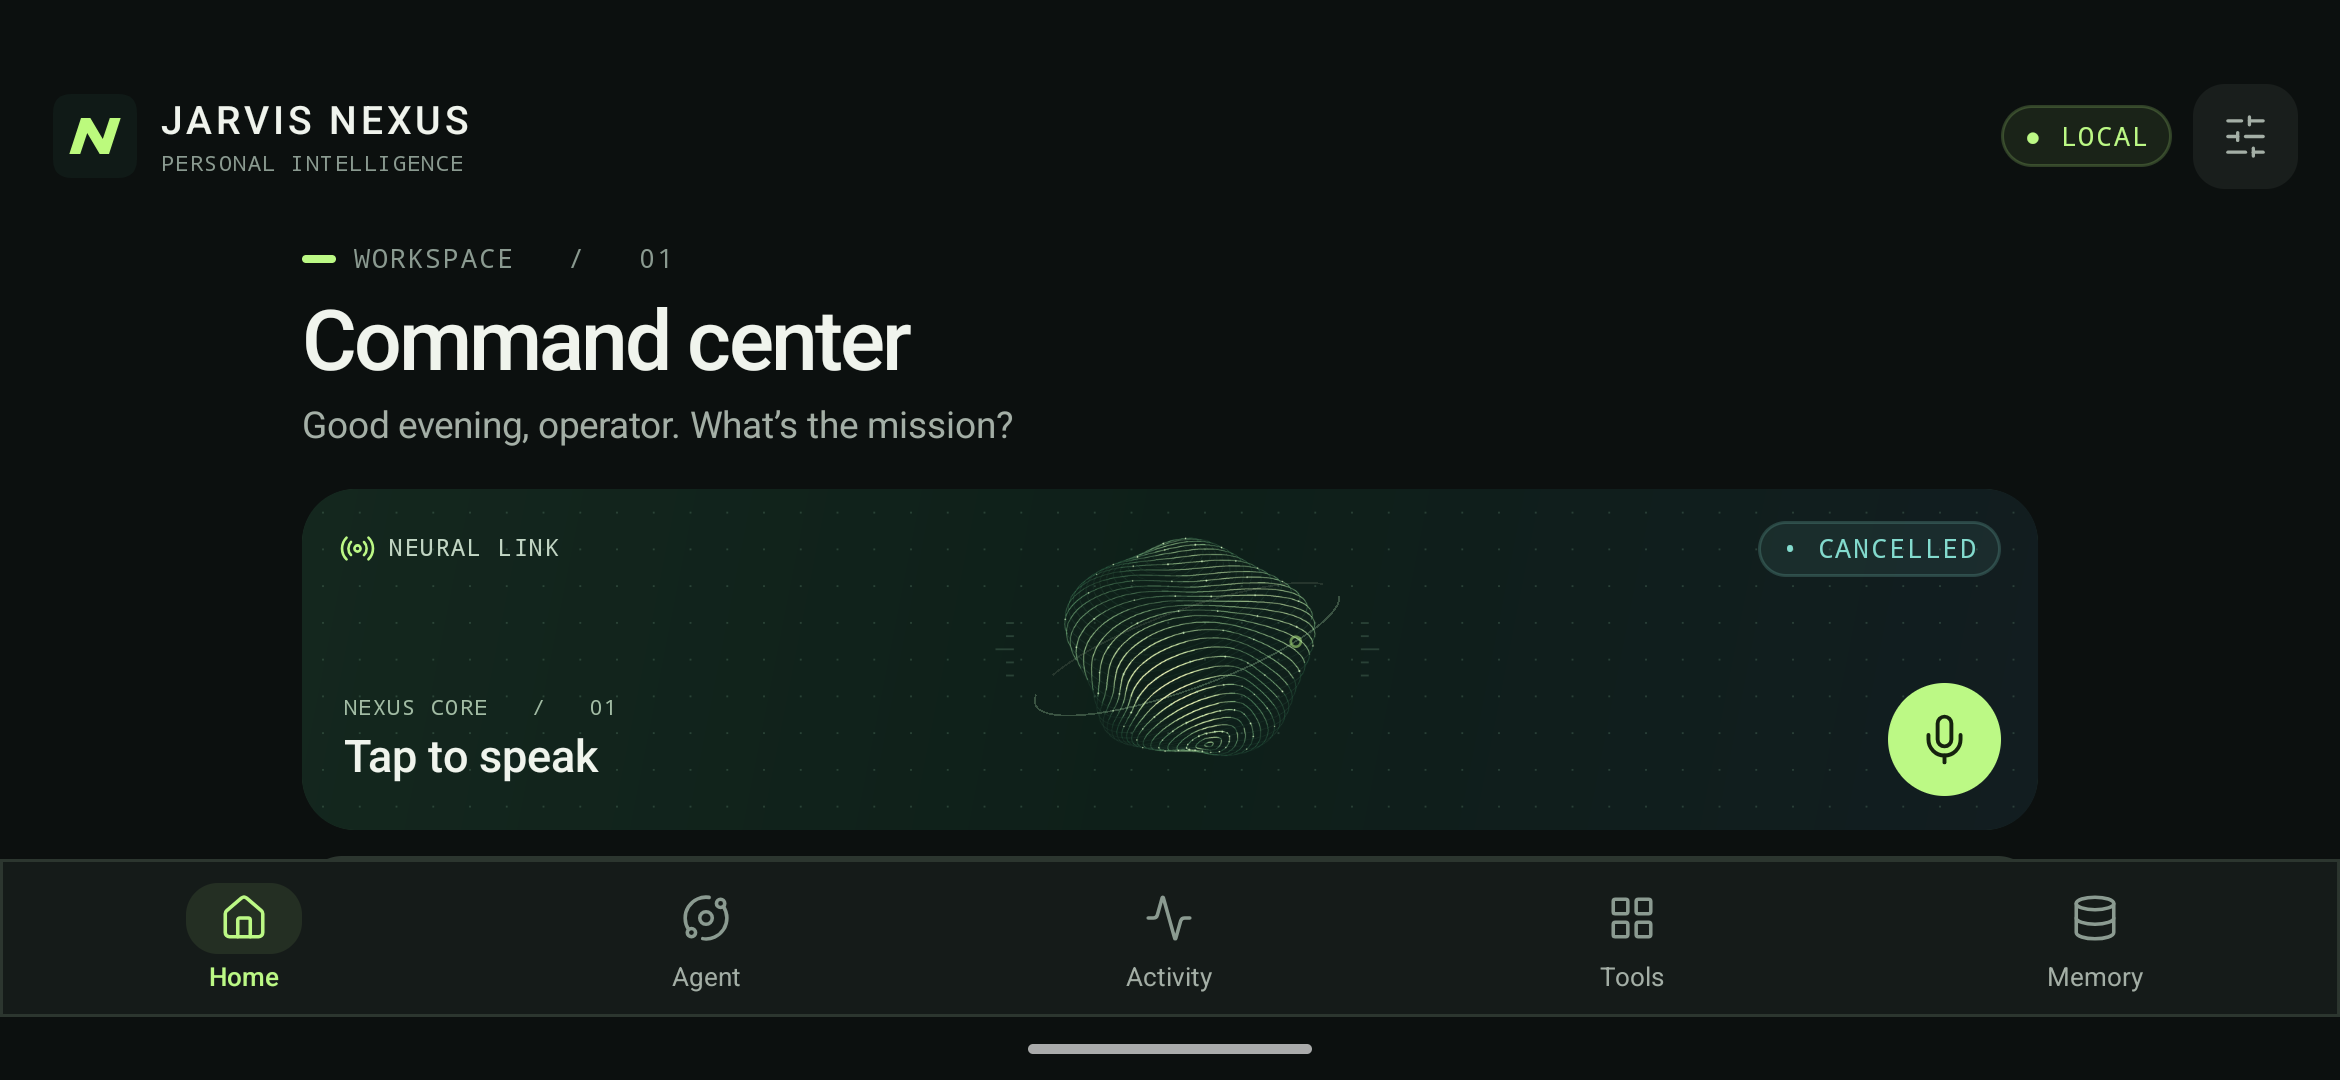 JARVIS NEXUS
PERSONAL INTELLIGENCE
• LOCAL
WORKSPACE / 01
Command center
Good evening, operator. What’s the mission?
NEURAL LINK
• CANCELLED
NEXUS CORE / 01
Tap to speak
Home
Agent
Activity
Tools
Memory